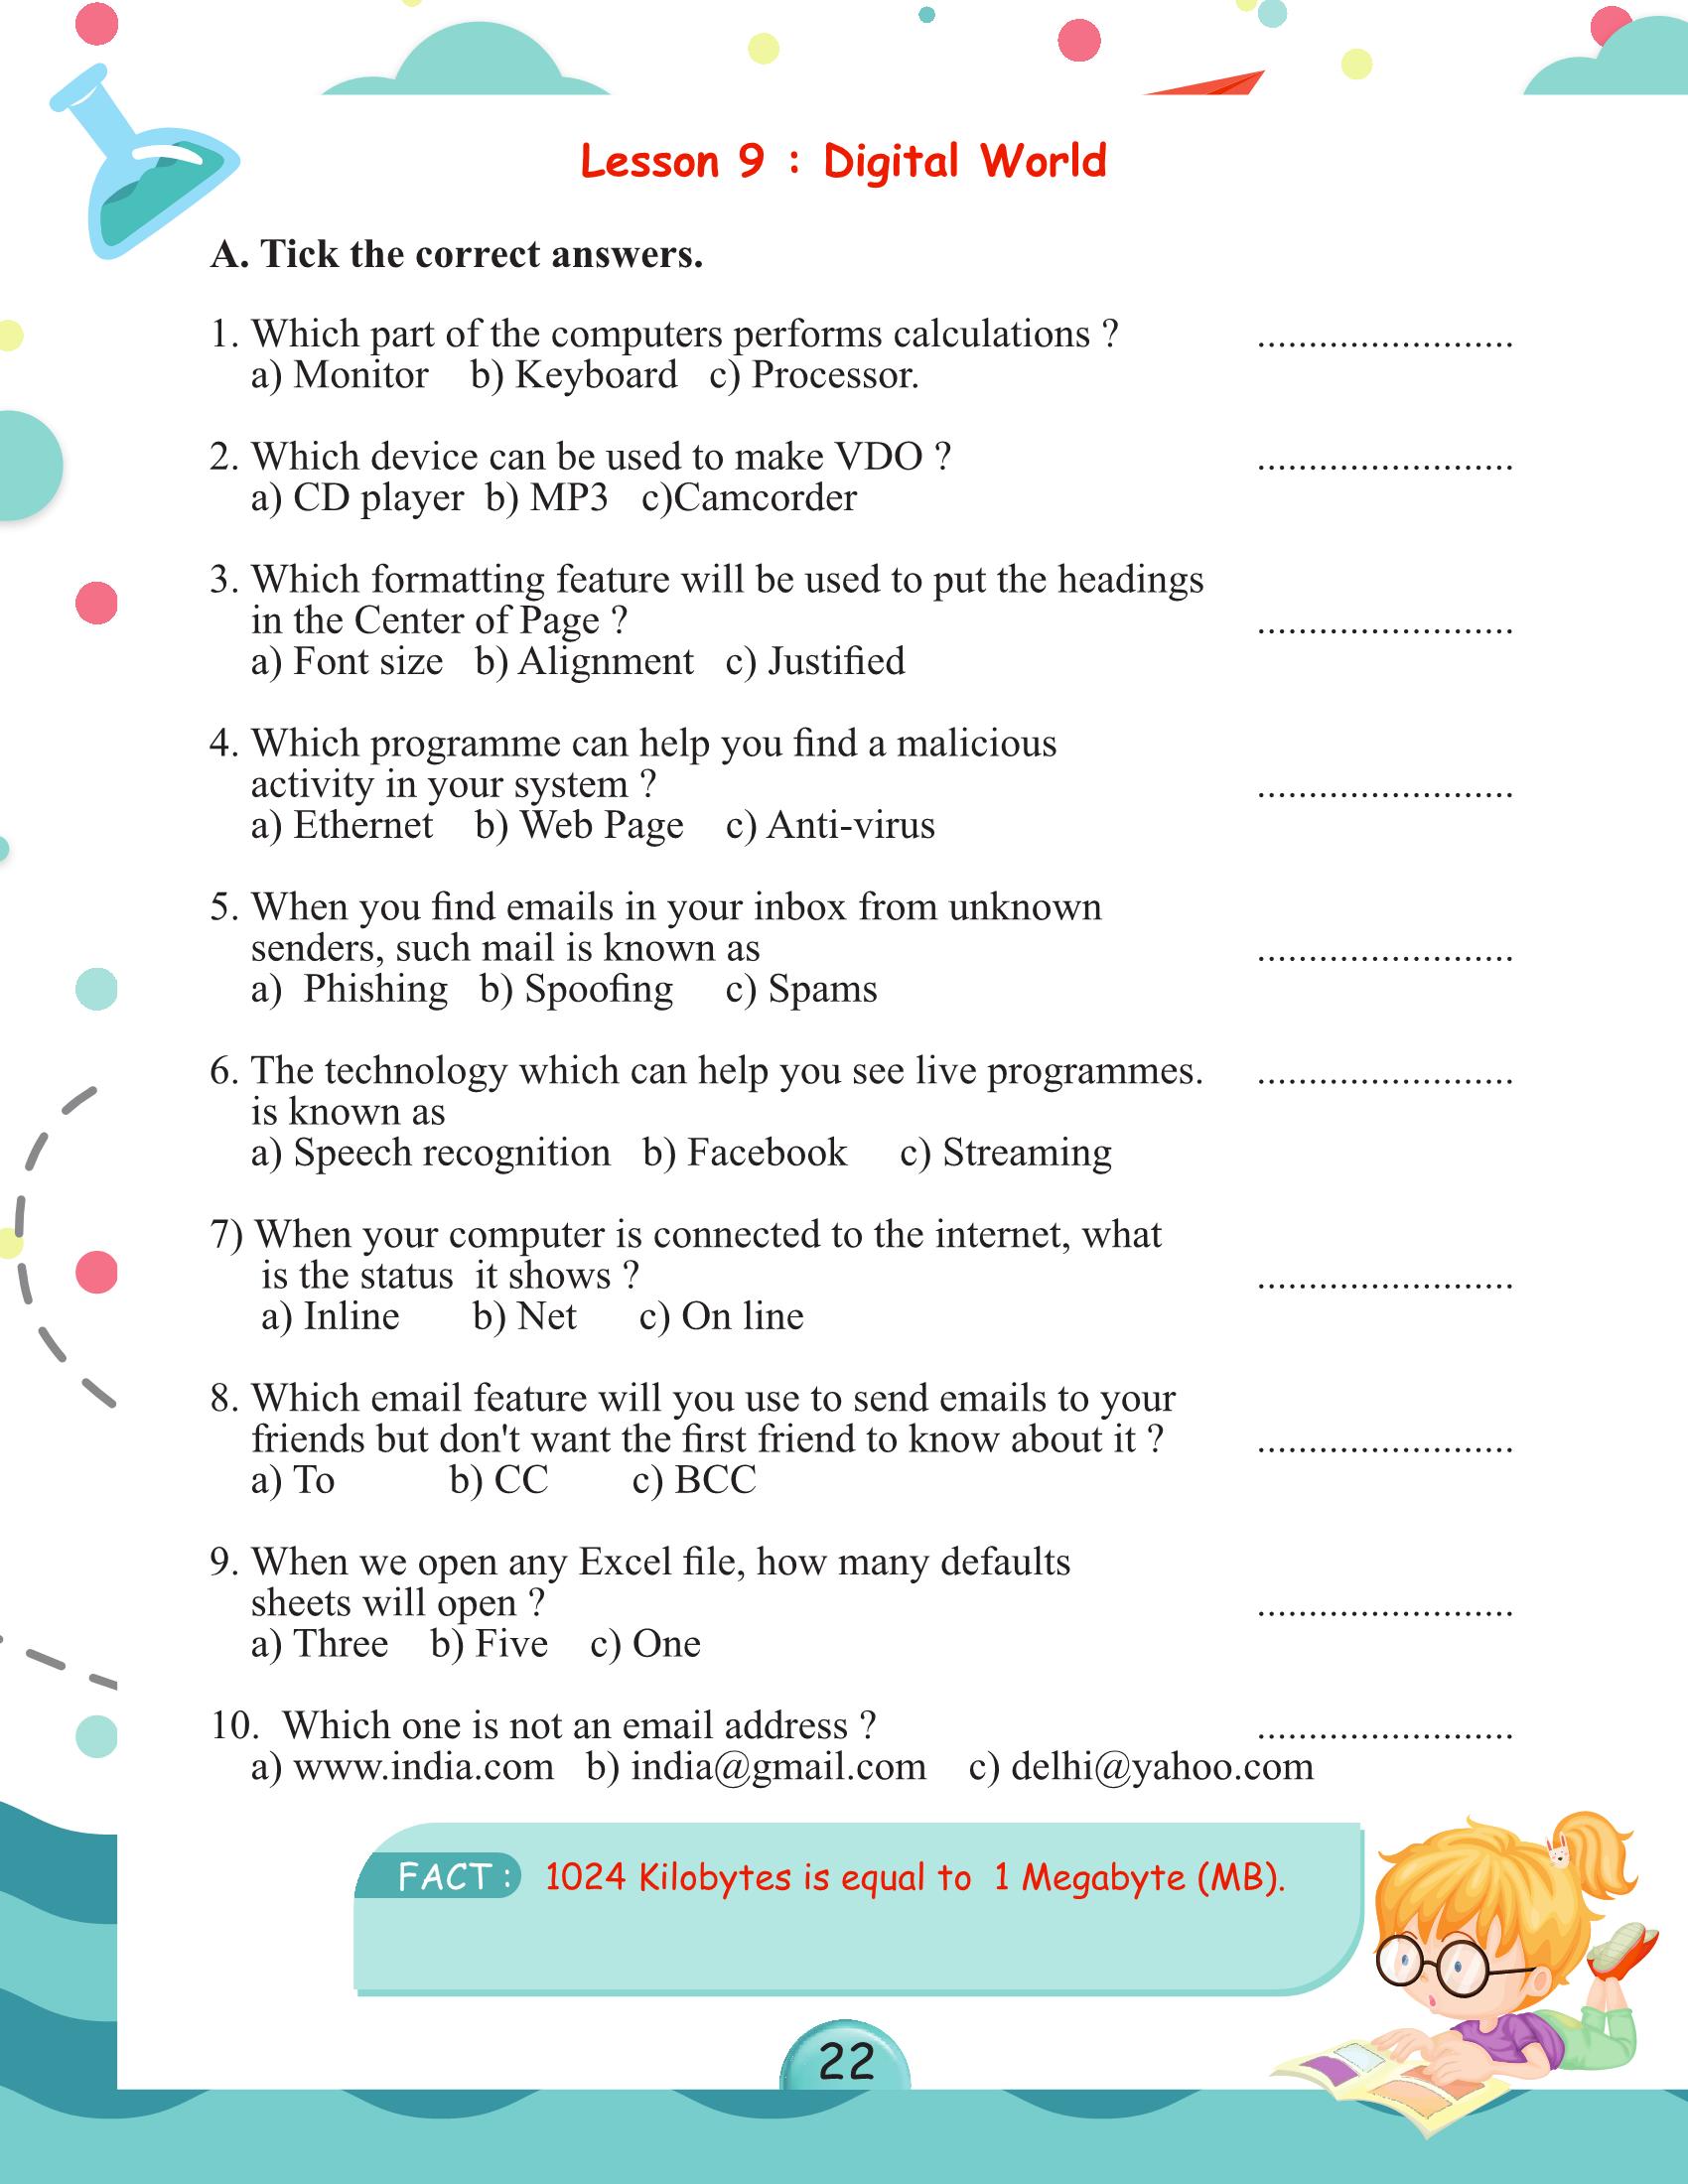 Lesson 9 : Digital World
A. Tick the correct answers.
1. Which part of the computers performs calculations ? .........................
a) Monitor b) Keyboard c) Processor.
2. Which device can be used to make VDO ? .........................
a) CD player b) MP3 c)Camcorder
3. Which formatting feature will be used to put the headings
in the Center of Page ? .........................
a) Font size b) Alignment c) Justified
4. Which programme can help you find a malicious
activity in your system ? .........................
a) Ethernet b) Web Page c) Anti-virus
5. When you find emails in your inbox from unknown
senders, such mail is known as .........................
a) Phishing b) Spoofing c) Spams
6. The technology which can help you see live programmes. .........................
is known as
a) Speech recognition b) Facebook c) Streaming
7) When your computer is connected to the internet, what
is the status it shows ? .........................
a) Inline b) Net c) On line
8. Which email feature will you use to send emails to your
friends but don't want the first friend to know about it ? .........................
a) To b) CC c) BCC
9. When we open any Excel file, how many defaults
sheets will open ? .........................
a) Three b) Five c) One
10. Which one is not an email address ? .........................
a) www.india.com b) india@gmail.com c) delhi@yahoo.com
FACT : 1024 Kilobytes is equal to 1 Megabyte (MB).
22